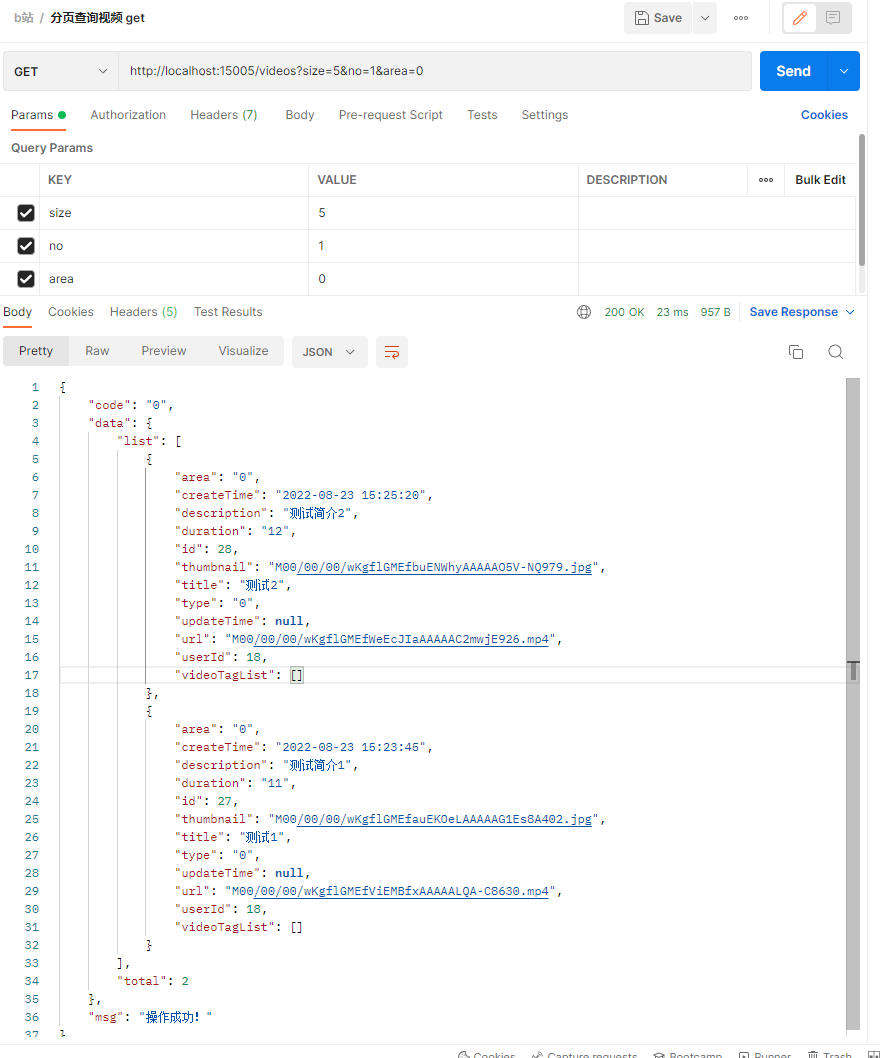 b站 / 分页查询视频 get
Save
GET http://localhost:15005/videos?size=5&no=1&area=0 Send
Params Authorization Headers (7) Body Pre-request Script Tests Settings Cookies
Query Params
KEY VALUE DESCRIPTION Bulk Edit
size 5
no 1
area 0
Body Cookies Headers (5) Test Results 200 OK 23 ms 957 B Save Response
Pretty Raw Preview Visualize JSON
1 {
2 "code": "0",
3 "data": {
4 "list": [
5 {
6 "area": "0",
7 "createTime": "2022-08-23 15:25:20",
8 "description": "测试简介2",
9 "duration": "12",
10 "id": 28,
11 "thumbnail": "M00/00/00/wKgflGMEfbuENWhyAAAAAO5V-NQ979.jpg",
12 "title": "测试2",
13 "type": "0",
14 "updateTime": null,
15 "url": "M00/00/00/wKgflGMEfWeEcJIaAAAAAC2mwjE926.mp4",
16 "userId": 18,
17 "videoTagList": []
18 },
19 {
20 "area": "0",
21 "createTime": "2022-08-23 15:23:45",
22 "description": "测试简介1",
23 "duration": "11",
24 "id": 27,
25 "thumbnail": "M00/00/00/wKgflGMEfauEKOeLAAAAAG1Es8A402.jpg",
26 "title": "测试1",
27 "type": "0",
28 "updateTime": null,
29 "url": "M00/00/00/wKgflGMEfViEMBfxAAAAALQA-C8630.mp4",
30 "userId": 18,
31 "videoTagList": []
32 }
33 ],
34 "total": 2
35 },
36 "msg": "操作成功！"
37 }
Cookies Capture requests Bootcamp Runner Trash